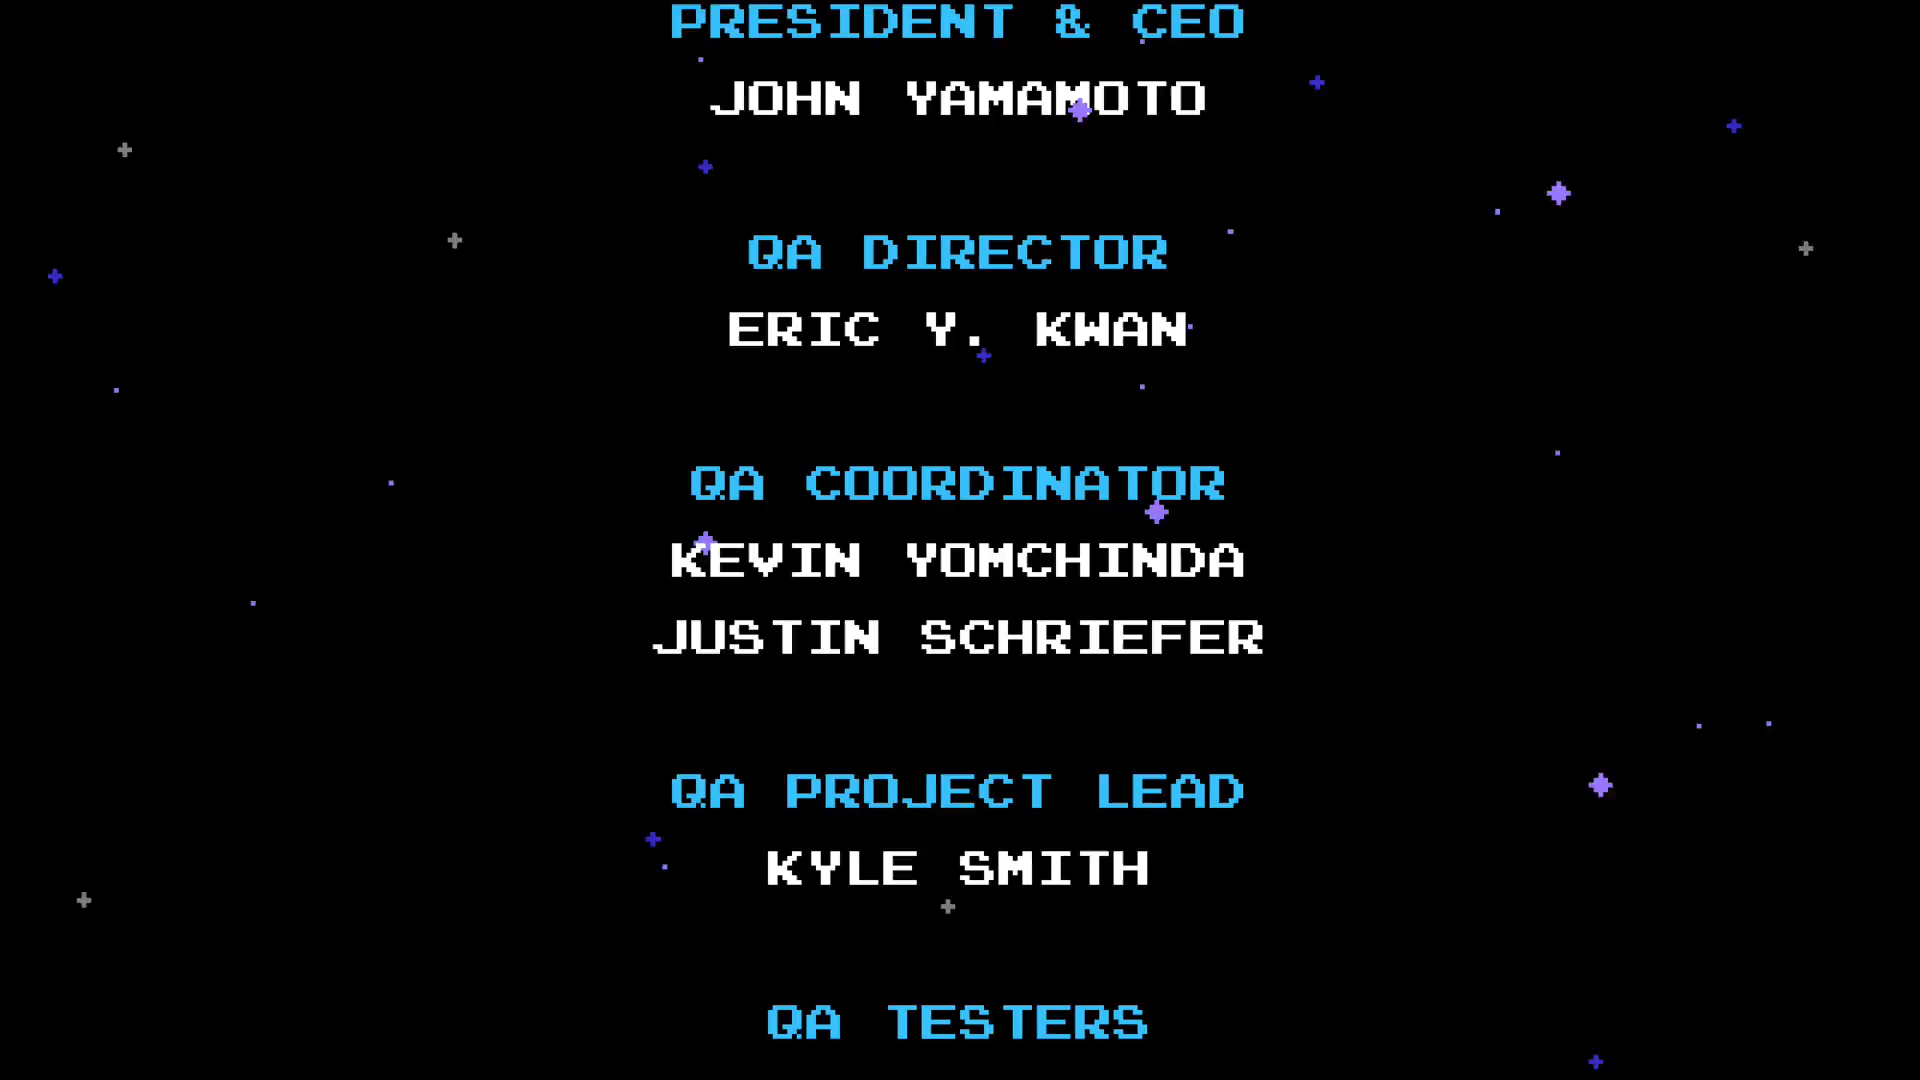 PRESIDENT & CEO
JOHN YAMAMOTO
QA DIRECTOR
ERIC Y. KWAN
QA COORDINATOR
KEVIN YOMCHINDA
JUSTIN SCHRIEFER
QA PROJECT LEAD
KYLE SMITH
QA TESTERS